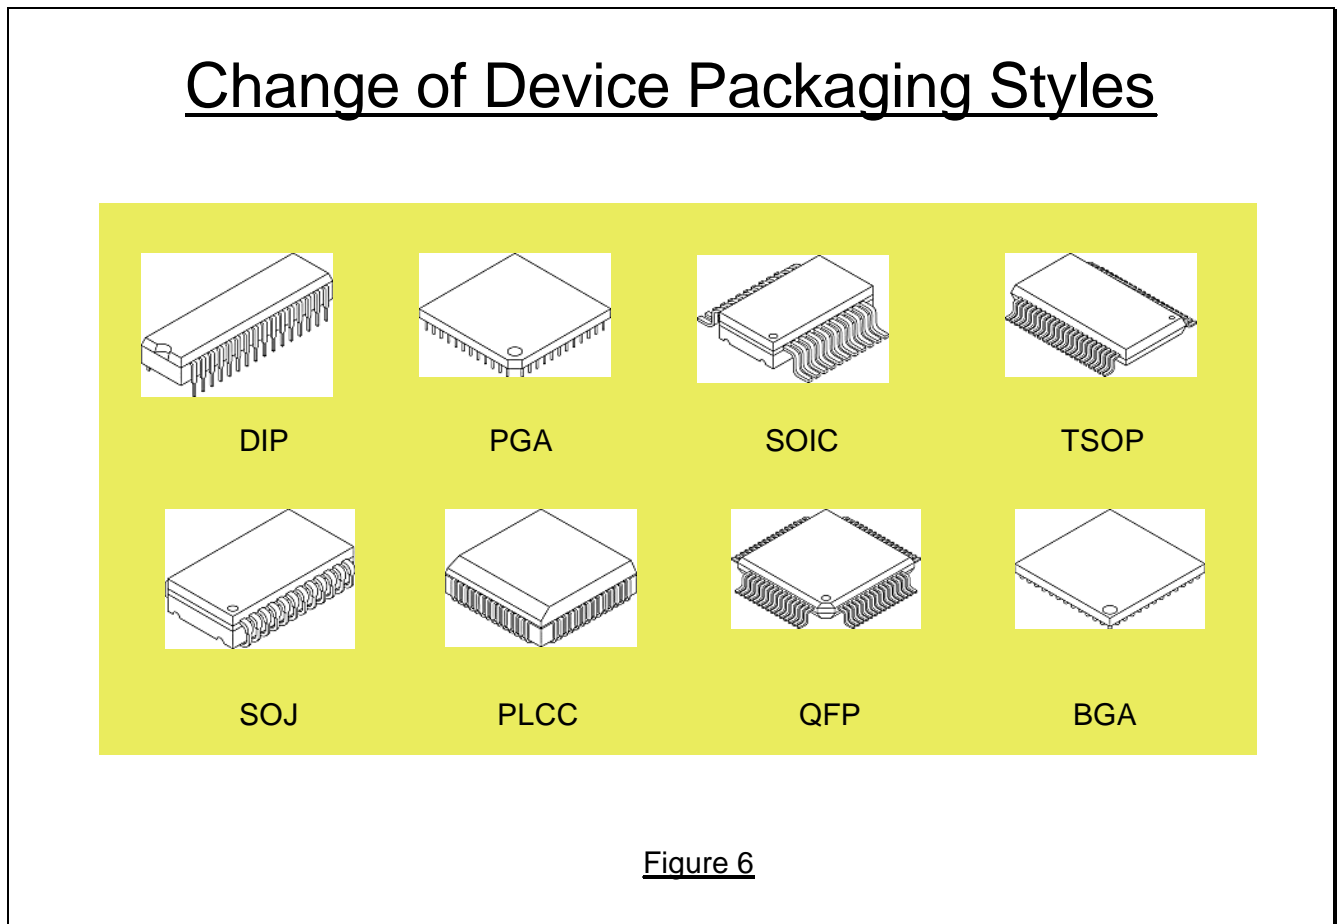 Change of Device Packaging Styles
DIP PGA SOIC TSOP
SOJ PLCC QFP BGA
Figure 6